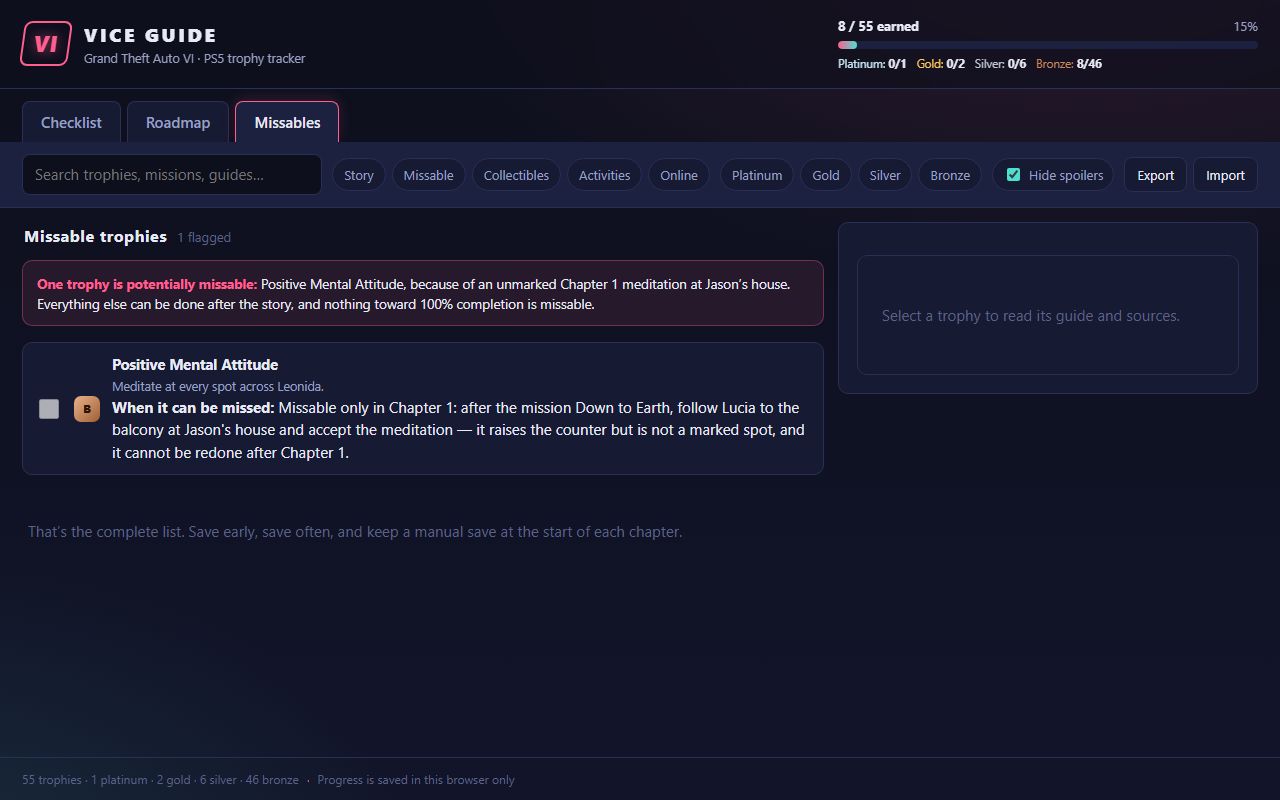 VI
VICE GUIDE
Grand Theft Auto VI · PS5 trophy tracker
8 / 55 earned
15%
Platinum: 0/1 Gold: 0/2 Silver: 0/6 Bronze: 8/46
Checklist
Roadmap
Missables
Search trophies, missions, guides...
Story
Missable
Collectibles
Activities
Online
Platinum
Gold
Silver
Bronze
Hide spoilers
Export
Import
Missable trophies 1 flagged
One trophy is potentially missable: Positive Mental Attitude, because of an unmarked Chapter 1 meditation at Jason's house.
Everything else can be done after the story, and nothing toward 100% completion is missable.
Positive Mental Attitude
Meditate at every spot across Leonida.
B
When it can be missed: Missable only in Chapter 1: after the mission Down to Earth, follow Lucia to the
balcony at Jason's house and accept the meditation — it raises the counter but is not a marked spot, and
it cannot be redone after Chapter 1.
Select a trophy to read its guide and sources.
That's the complete list. Save early, save often, and keep a manual save at the start of each chapter.
55 trophies · 1 platinum · 2 gold · 6 silver · 46 bronze · Progress is saved in this browser only